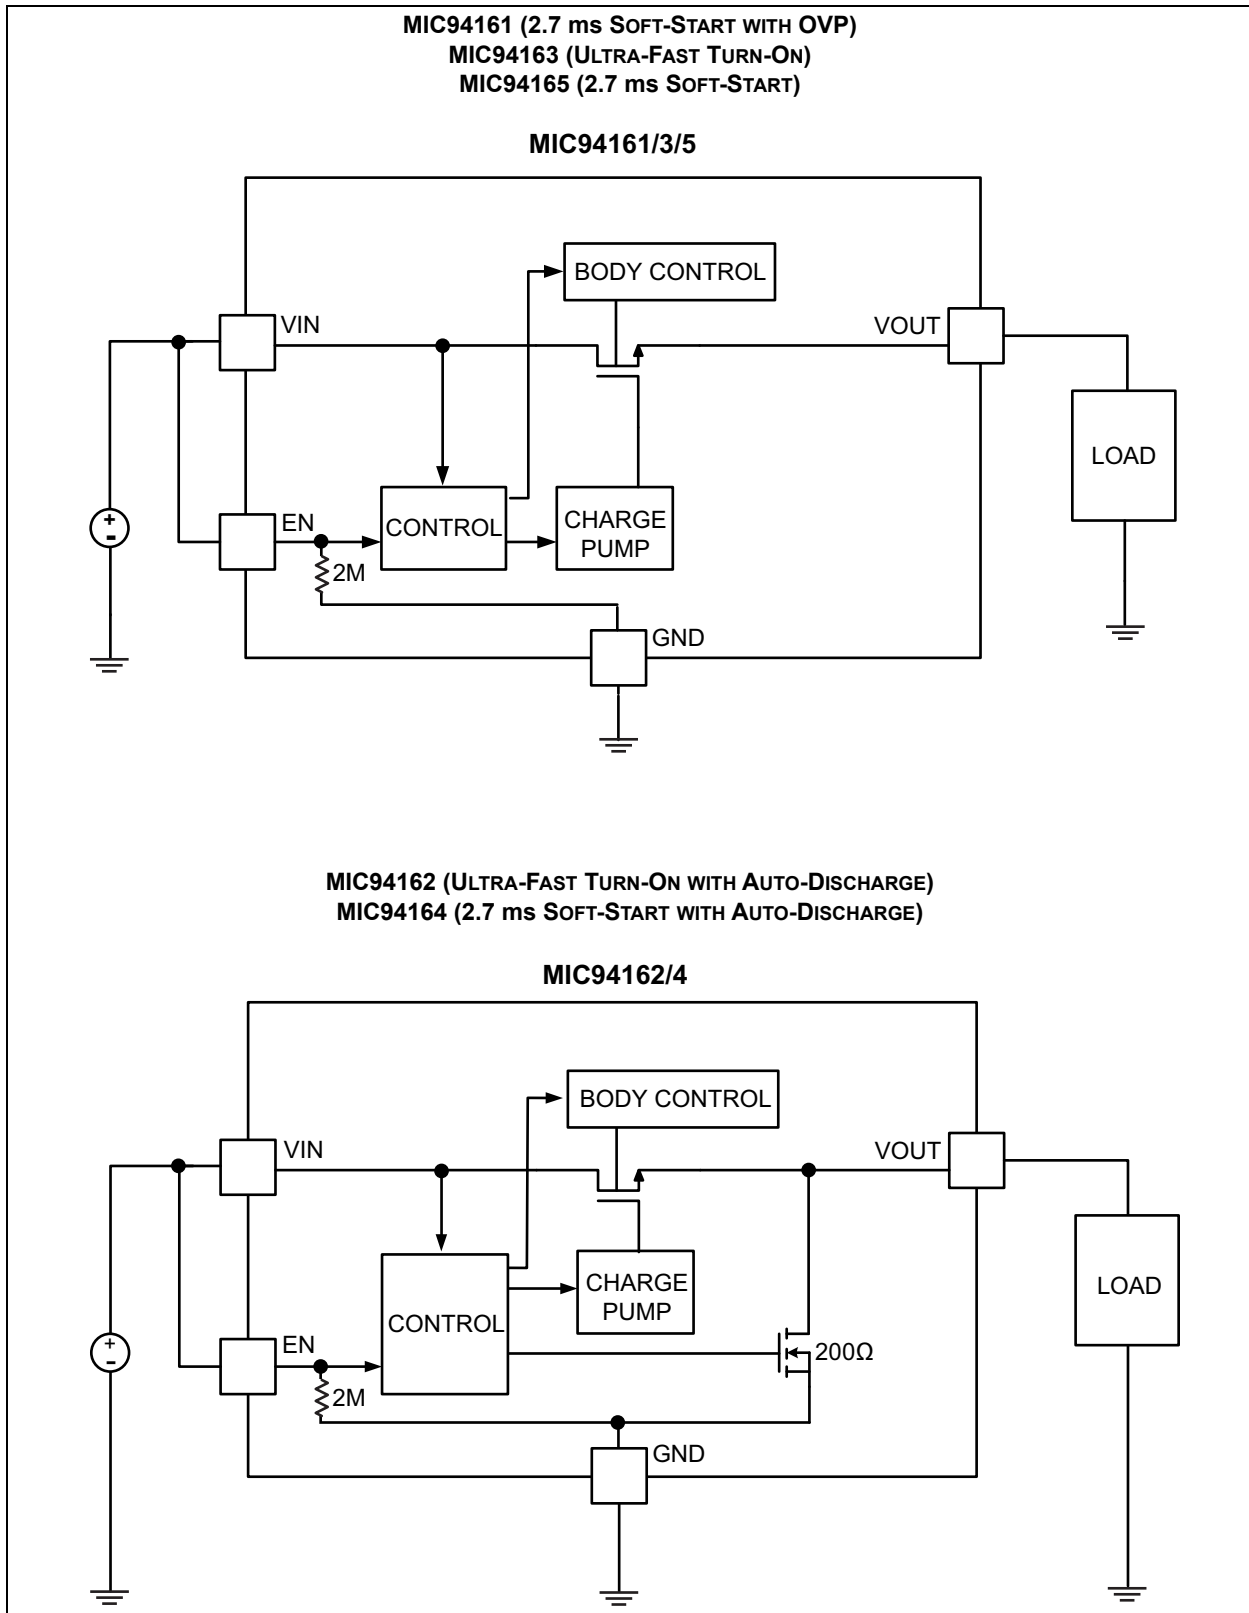 MIC94161 (2.7 ms SOFT-START WITH OVP)
MIC94163 (ULTRA-FAST TURN-ON)
MIC94165 (2.7 ms SOFT-START)
MIC94161/3/5
BODY CONTROL
VIN
VOUT
LOAD
EN
CONTROL
CHARGE
PUMP
+
-
2M
GND
MIC94162 (ULTRA-FAST TURN-ON WITH AUTO-DISCHARGE)
MIC94164 (2.7 ms SOFT-START WITH AUTO-DISCHARGE)
MIC94162/4
BODY CONTROL
VIN
VOUT
CHARGE
PUMP
LOAD
CONTROL
EN
+
-
200Ω
2M
GND